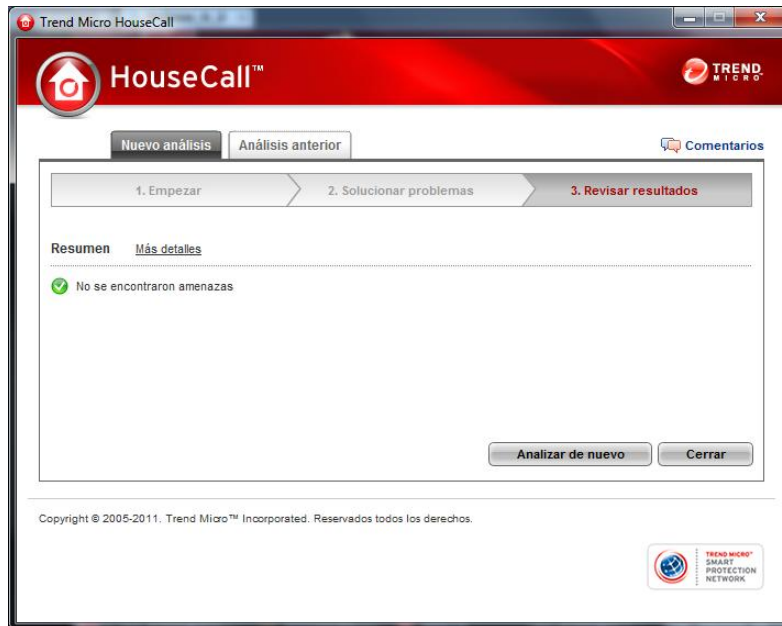 Trend Micro HouseCall
HouseCall™
TREND
MICRO
Nuevo análisis
Análisis anterior
Comentarios
1. Empezar
2. Solucionar problemas
3. Revisar resultados
Resumen
Más detalles
No se encontraron amenazas
Analizar de nuevo
Cerrar
Copyright © 2005-2011. Trend Micro™ Incorporated. Reservados todos los derechos.
TREND MICRO™
SMART
PROTECTION
NETWORK